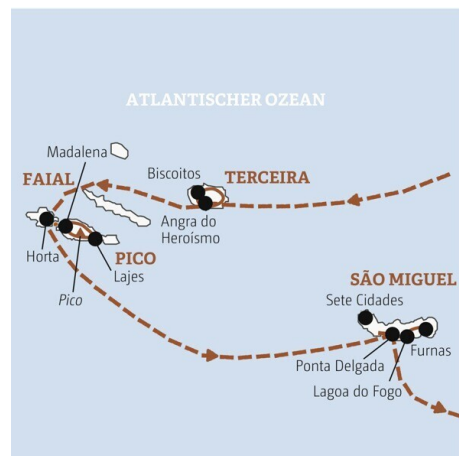 ATLANTISCHER OZEAN
Madalena
FAIAL
Biscoitos
TERCEIRA
Angra do
Heroísmo
Horta
PICO
Lajes
Pico
SÃO MIGUEL
Sete Cidades
Ponta Delgada
Furnas
Lagoa do Fogo